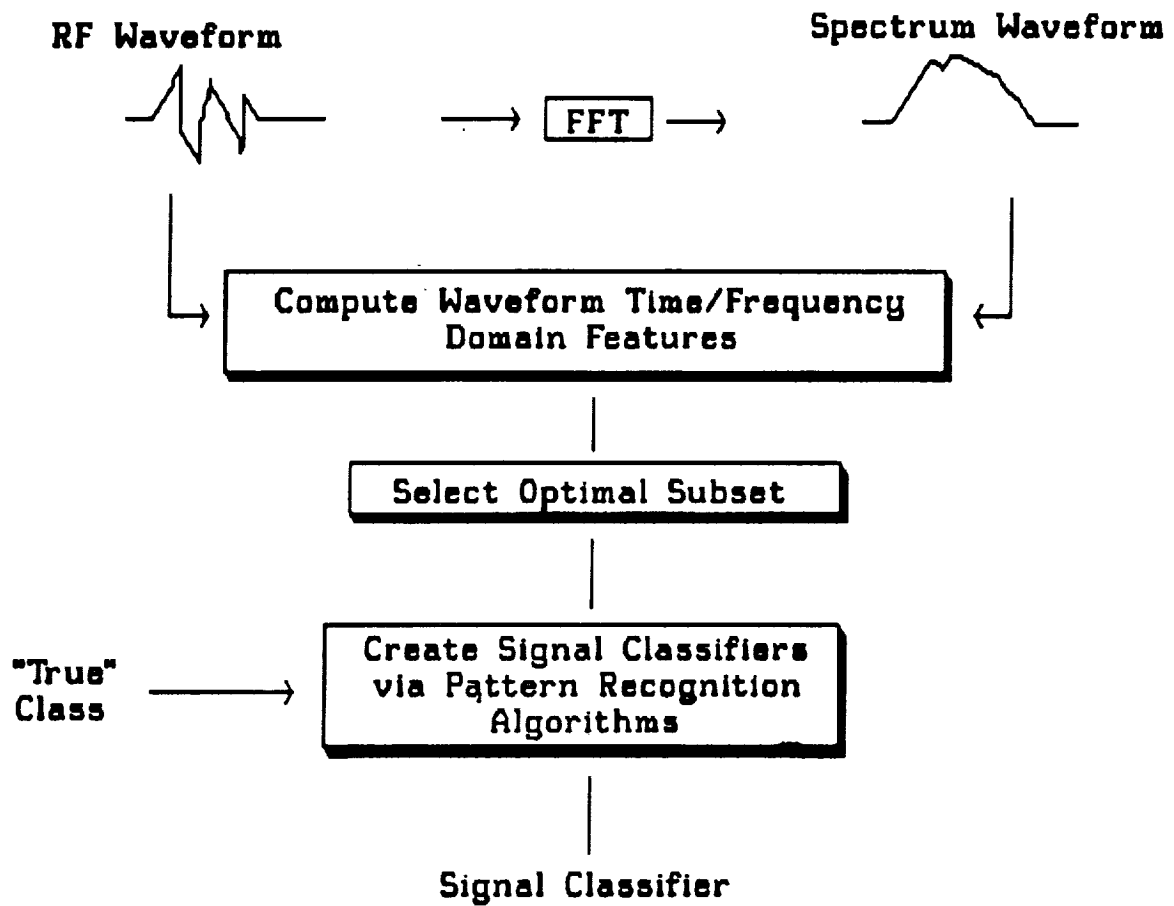 RF Waveform
Spectrum Waveform
FFT
Compute Waveform Time/Frequency
Domain Features
Select Optimal Subset
"True"
Class
Create Signal Classifiers
via Pattern Recognition
Algorithms
Signal Classifier